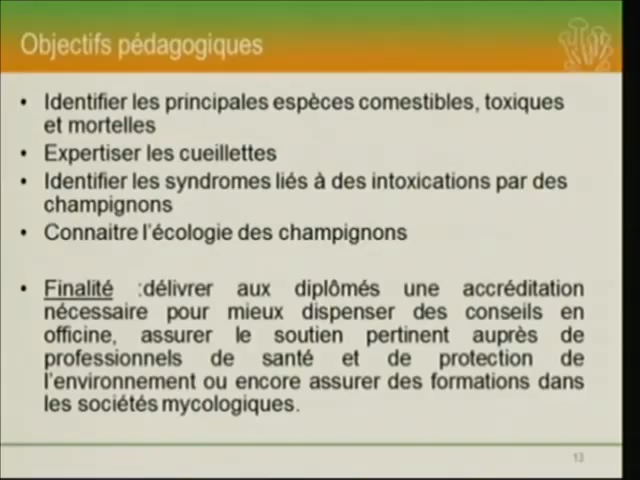 Objectifs pédagogiques
• Identifier les principales espèces comestibles, toxiques
et mortelles
• Expertiser les cueillettes
• Identifier les syndromes liés à des intoxications par des
champignons
• Connaitre l'écologie des champignons
• Finalité :délivrer aux diplômés une accréditation
nécessaire pour mieux dispenser des conseils en
officine, assurer le soutien pertinent auprès de
professionnels de santé et de protection de
l'environnement ou encore assurer des formations dans
les sociétés mycologiques.
13